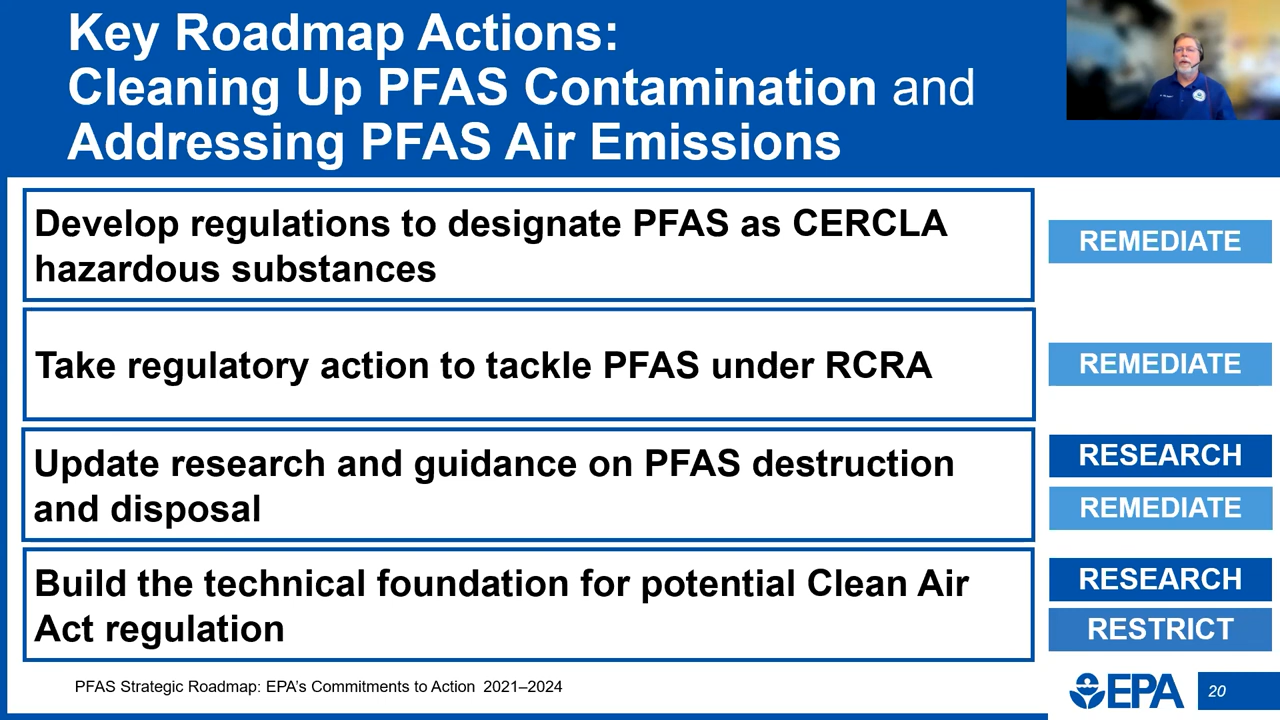 Key Roadmap Actions:
Cleaning Up PFAS Contamination and
Addressing PFAS Air Emissions
Develop regulations to designate PFAS as CERCLA
hazardous substances
REMEDIATE
Take regulatory action to tackle PFAS under RCRA
REMEDIATE
Update research and guidance on PFAS destruction
and disposal
RESEARCH
REMEDIATE
Build the technical foundation for potential Clean Air
Act regulation
RESEARCH
RESTRICT
PFAS Strategic Roadmap: EPA's Commitments to Action 2021–2024
EPA
20